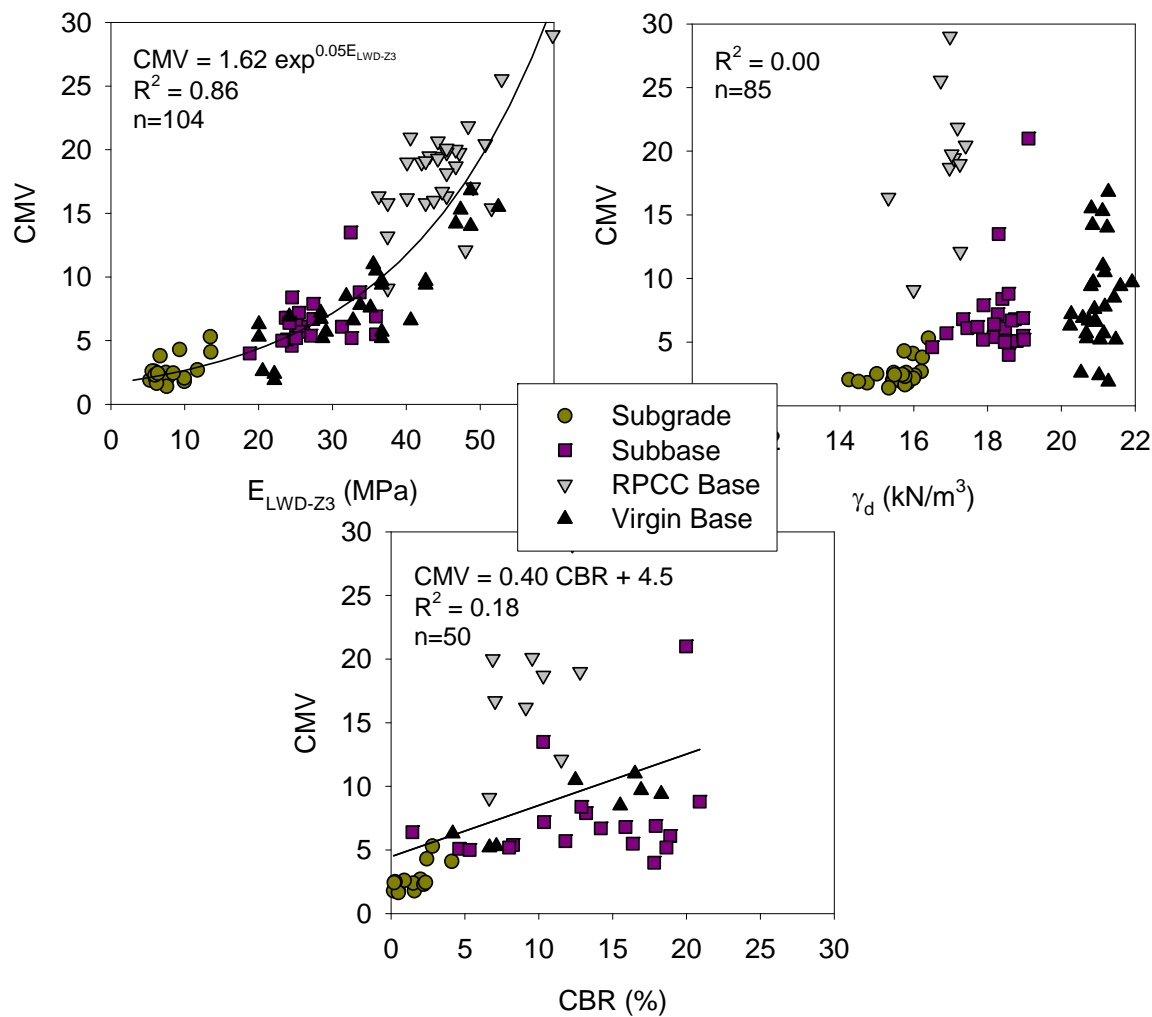 30
25
20
15
10
5
0
CMV
CMV = 1.62 exp^0.05E_LWD-Z3
R² = 0.86
n=104
0 10 20 30 40 50
E_LWD-Z3 (MPa)
30
25
20
15
10
5
CMV
R² = 0.00
n=85
2 14 16 18 20 22
γ_d (kN/m³)
Subgrade
Subbase
RPCC Base
Virgin Base
30
25
20
15
10
5
0
CMV
CMV = 0.40 CBR + 4.5
R² = 0.18
n=50
0 5 10 15 20 25 30
CBR (%)